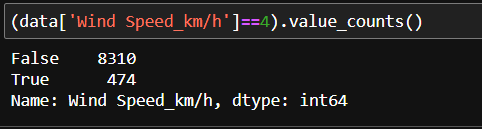 (data['Wind Speed_km/h']==4).value_counts()
False    8310
True      474
Name: Wind Speed_km/h, dtype: int64